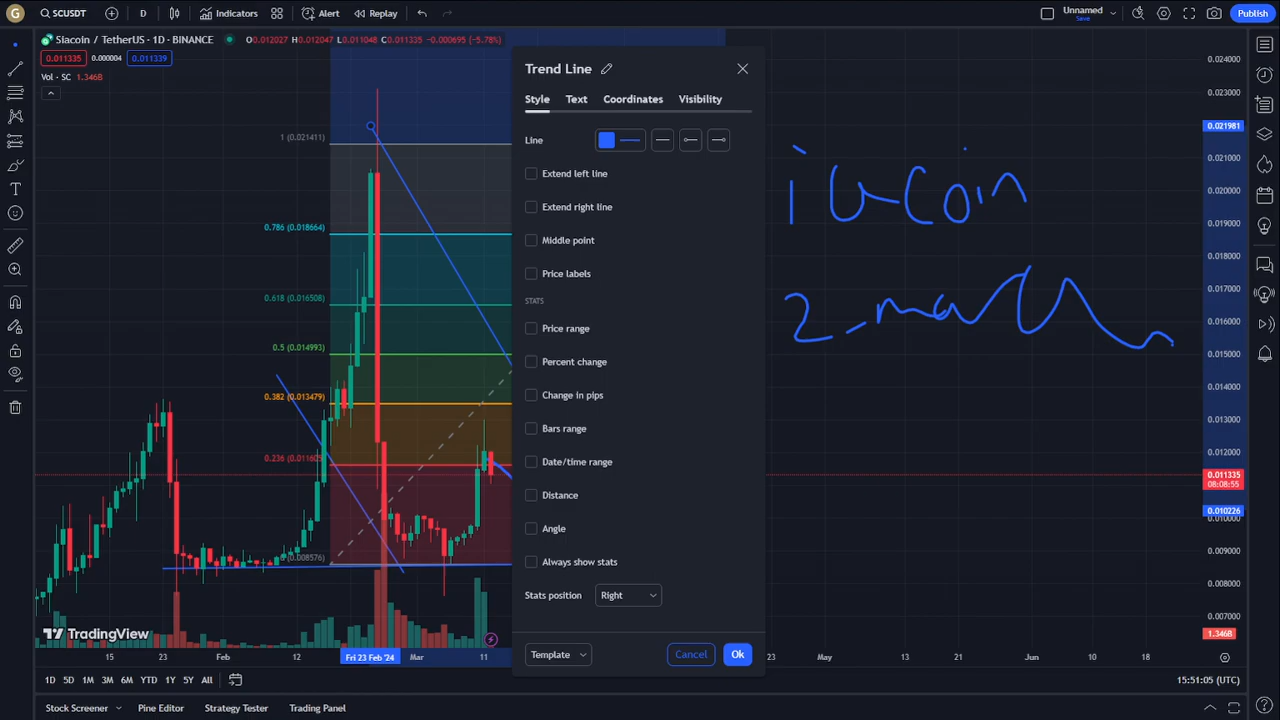 G
SCUSDT
D
Indicators
Alert
Replay
Unnamed
Save
Publish
Siacoin / TetherUS · 1D · BINANCE
O0.012027 H0.012047 L0.011048 C0.011335 -0.000695 (-5.78%)
0.011335
0.000004
0.011339
Vol · SC 1.346B
1 (0.021411)
0.786 (0.018664)
0.618 (0.016508)
0.5 (0.014993)
0.382 (0.013479)
0.236 (0.011605)
(0.008576)
Trend Line
Style
Text
Coordinates
Visibility
Line
Extend left line
Extend right line
Middle point
Price labels
STATS
Price range
Percent change
Change in pips
Bars range
Date/time range
Distance
Angle
Always show stats
Stats position
Right
Template
Cancel
Ok
0.024000
0.023000
0.021981
0.021000
0.020000
0.019000
0.018000
0.017000
0.016000
0.015000
0.014000
0.013000
0.012000
0.011335
08:08:55
0.010226
0.009000
0.008000
0.007000
1.346B
TradingView
15
23
Feb
12
Fri 23 Feb '24
Mar
11
23
May
13
21
Jun
10
18
1D
5D
1M
3M
6M
YTD
1Y
5Y
All
15:51:05 (UTC)
Stock Screener
Pine Editor
Strategy Tester
Trading Panel